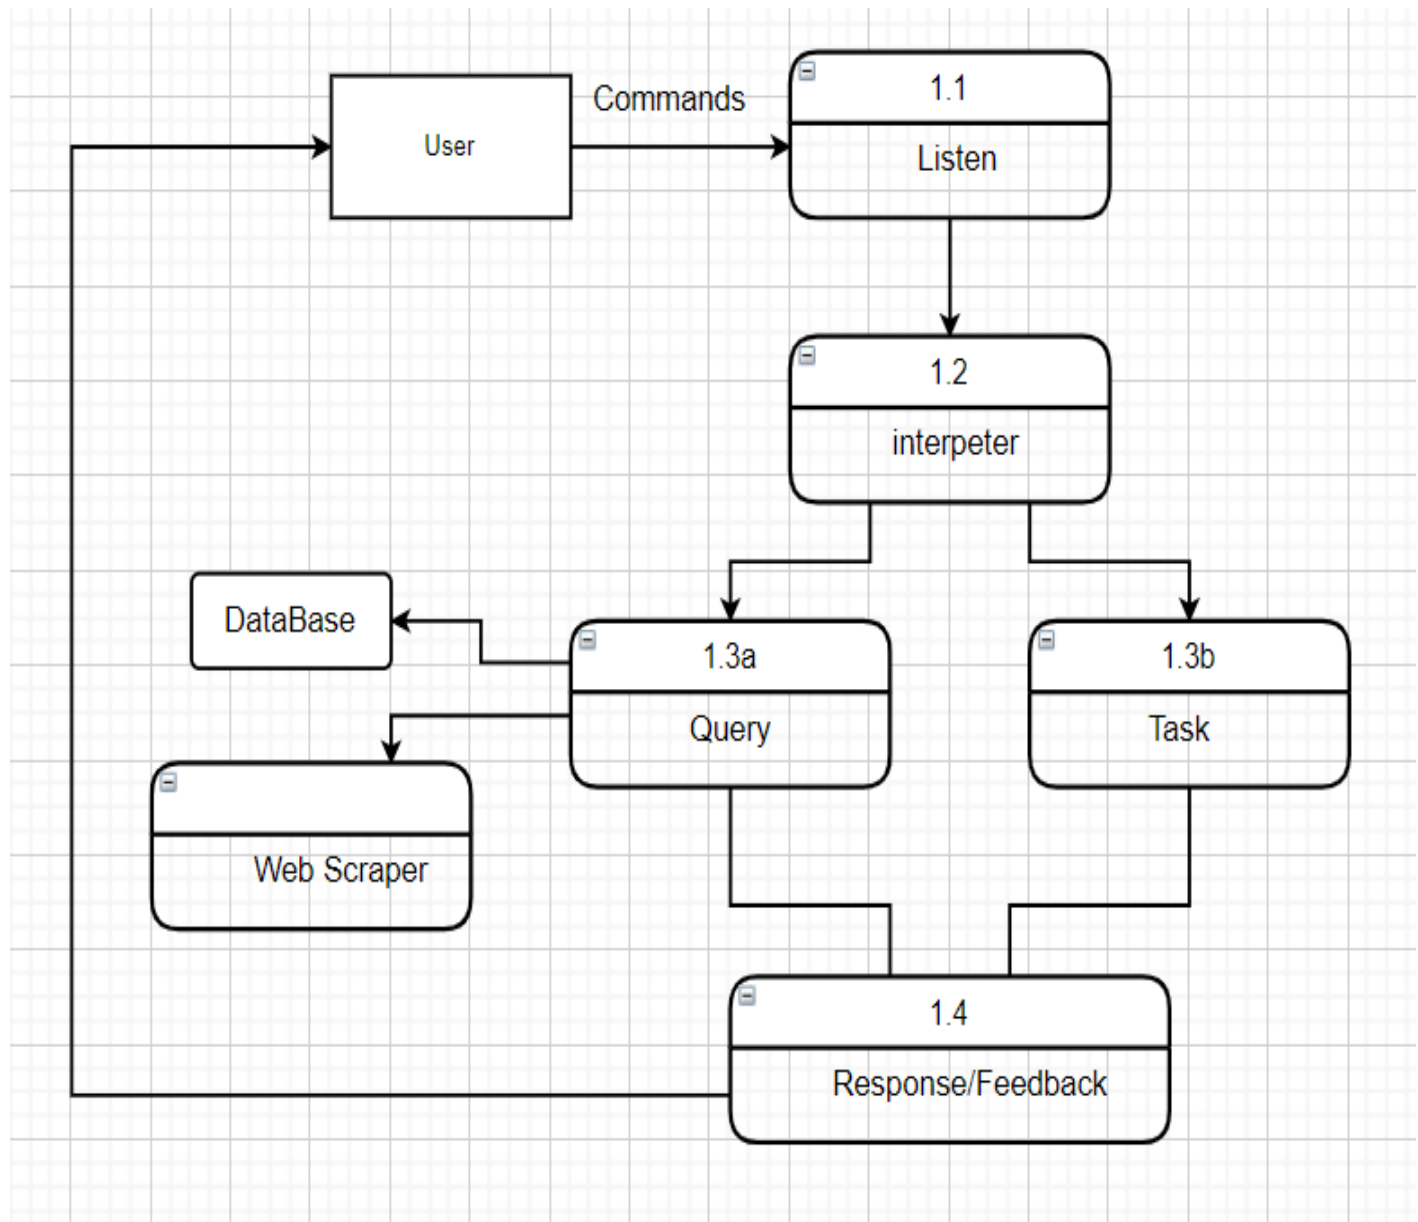 User
Commands
1.1
Listen
1.2
interpeter
DataBase
1.3a
Query
1.3b
Task
Web Scraper
1.4
Response/Feedback